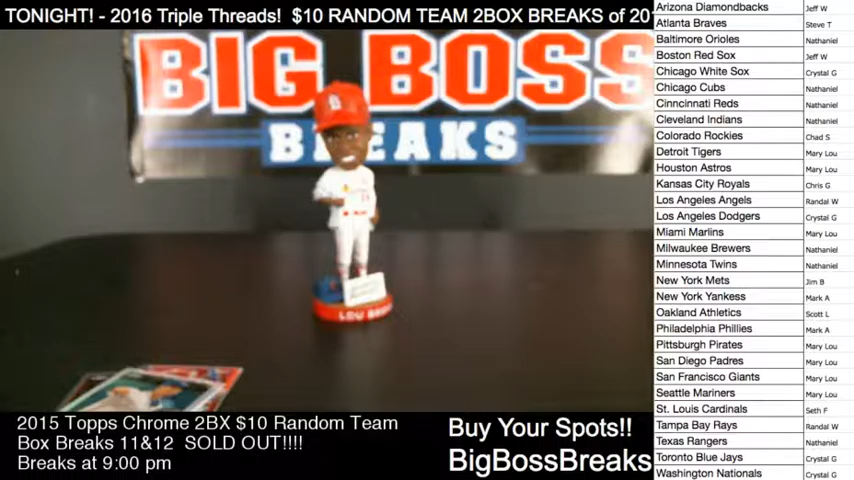 TONIGHT! - 2016 Triple Threads! $10 RANDOM TEAM 2BOX BREAKS of 20
BIG BOSS
BREAKS
LOU
2015 Topps Chrome 2BX $10 Random Team
Box Breaks 11&12 SOLD OUT!!!!
Breaks at 9:00 pm
Buy Your Spots!!
BigBossBreaks
Arizona Diamondbacks Jeff W
Atlanta Braves Steve T
Baltimore Orioles Nathaniel
Boston Red Sox Jeff W
Chicago White Sox Crystal G
Chicago Cubs Nathaniel
Cincinnati Reds Nathaniel
Cleveland Indians Nathaniel
Colorado Rockies Chad S
Detroit Tigers Mary Lou
Houston Astros Mary Lou
Kansas City Royals Chris G
Los Angeles Angels Randal W
Los Angeles Dodgers Crystal G
Miami Marlins Mary Lou
Milwaukee Brewers Nathaniel
Minnesota Twins Nathaniel
New York Mets Jim B
New York Yankess Mark A
Oakland Athletics Scott L
Philadelphia Phillies Mark A
Pittsburgh Pirates Mary Lou
San Diego Padres Mary Lou
San Francisco Giants Mary Lou
Seattle Mariners Mary Lou
St. Louis Cardinals Seth F
Tampa Bay Rays Randal W
Texas Rangers Nathaniel
Toronto Blue Jays Crystal G
Washington Nationals Crystal G